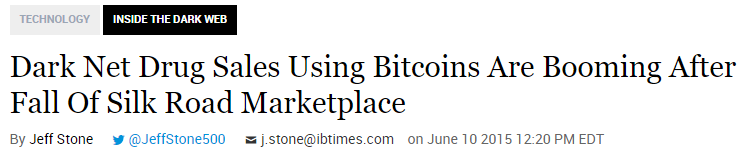 TECHNOLOGY INSIDE THE DARK WEB
Dark Net Drug Sales Using Bitcoins Are Booming After
Fall Of Silk Road Marketplace
By Jeff Stone @JeffStone500 j.stone@ibtimes.com on June 10 2015 12:20 PM EDT